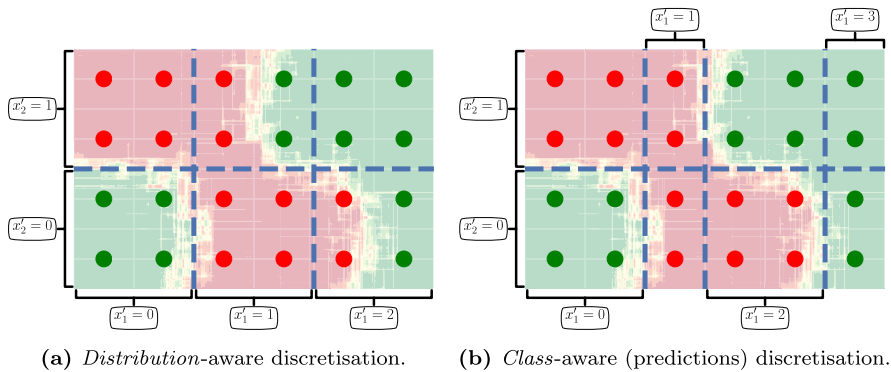 x′₁ = 1
x′₁ = 3
x′₂ = 1
x′₂ = 1
x′₂ = 0
x′₂ = 0
x′₁ = 0
x′₁ = 1
x′₁ = 2
x′₁ = 0
x′₁ = 2
(a) Distribution-aware discretisation.
(b) Class-aware (predictions) discretisation.